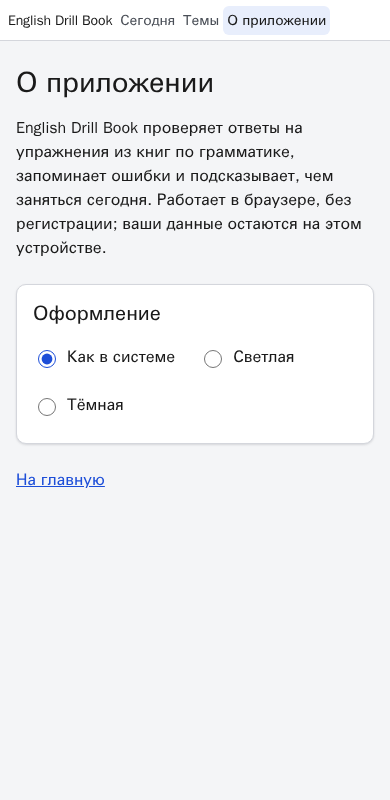 English Drill Book Сегодня Темы О приложении
О приложении
English Drill Book проверяет ответы на
упражнения из книг по грамматике,
запоминает ошибки и подсказывает, чем
заняться сегодня. Работает в браузере, без
регистрации; ваши данные остаются на этом
устройстве.
Оформление
Как в системе Светлая
Тёмная
На главную